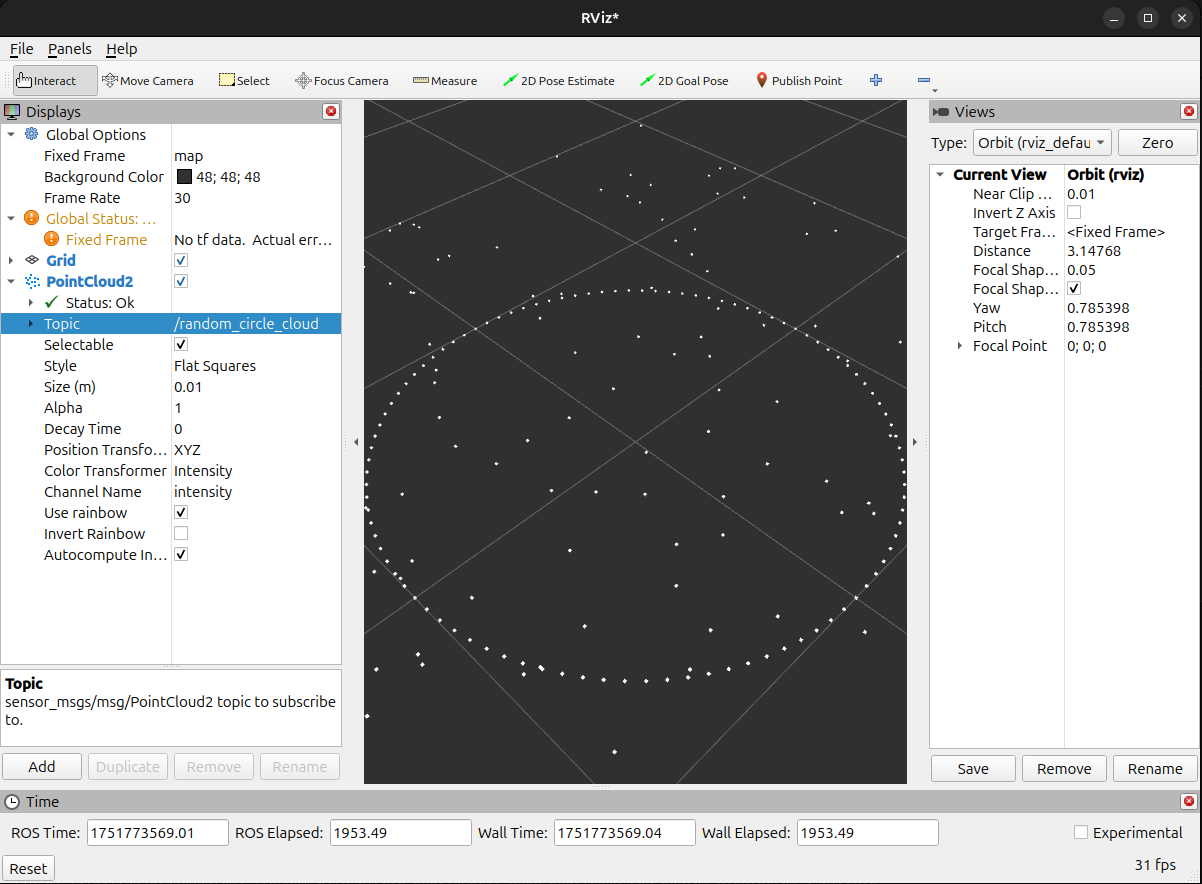 RViz*
File Panels Help
Interact Move Camera Select Focus Camera Measure 2D Pose Estimate 2D Goal Pose Publish Point
Displays
Global Options
Fixed Frame map
Background Color 48; 48; 48
Frame Rate 30
Global Status: ...
Fixed Frame No tf data. Actual err...
Grid
PointCloud2
Status: Ok
Topic /random_circle_cloud
Selectable
Style Flat Squares
Size (m) 0.01
Alpha 1
Decay Time 0
Position Transfo... XYZ
Color Transformer Intensity
Channel Name intensity
Use rainbow
Invert Rainbow
Autocompute In...
Topic
sensor_msgs/msg/PointCloud2 topic to subscribe
to.
Add Duplicate Remove Rename
Views
Type: Orbit (rviz_defau Zero
Current View Orbit (rviz)
Near Clip ... 0.01
Invert Z Axis
Target Fra... <Fixed Frame>
Distance 3.14768
Focal Shap... 0.05
Focal Shap...
Yaw 0.785398
Pitch 0.785398
Focal Point 0; 0; 0
Save Remove Rename
Time
ROS Time: 1751773569.01 ROS Elapsed: 1953.49 Wall Time: 1751773569.04 Wall Elapsed: 1953.49 Experimental
Reset 31 fps